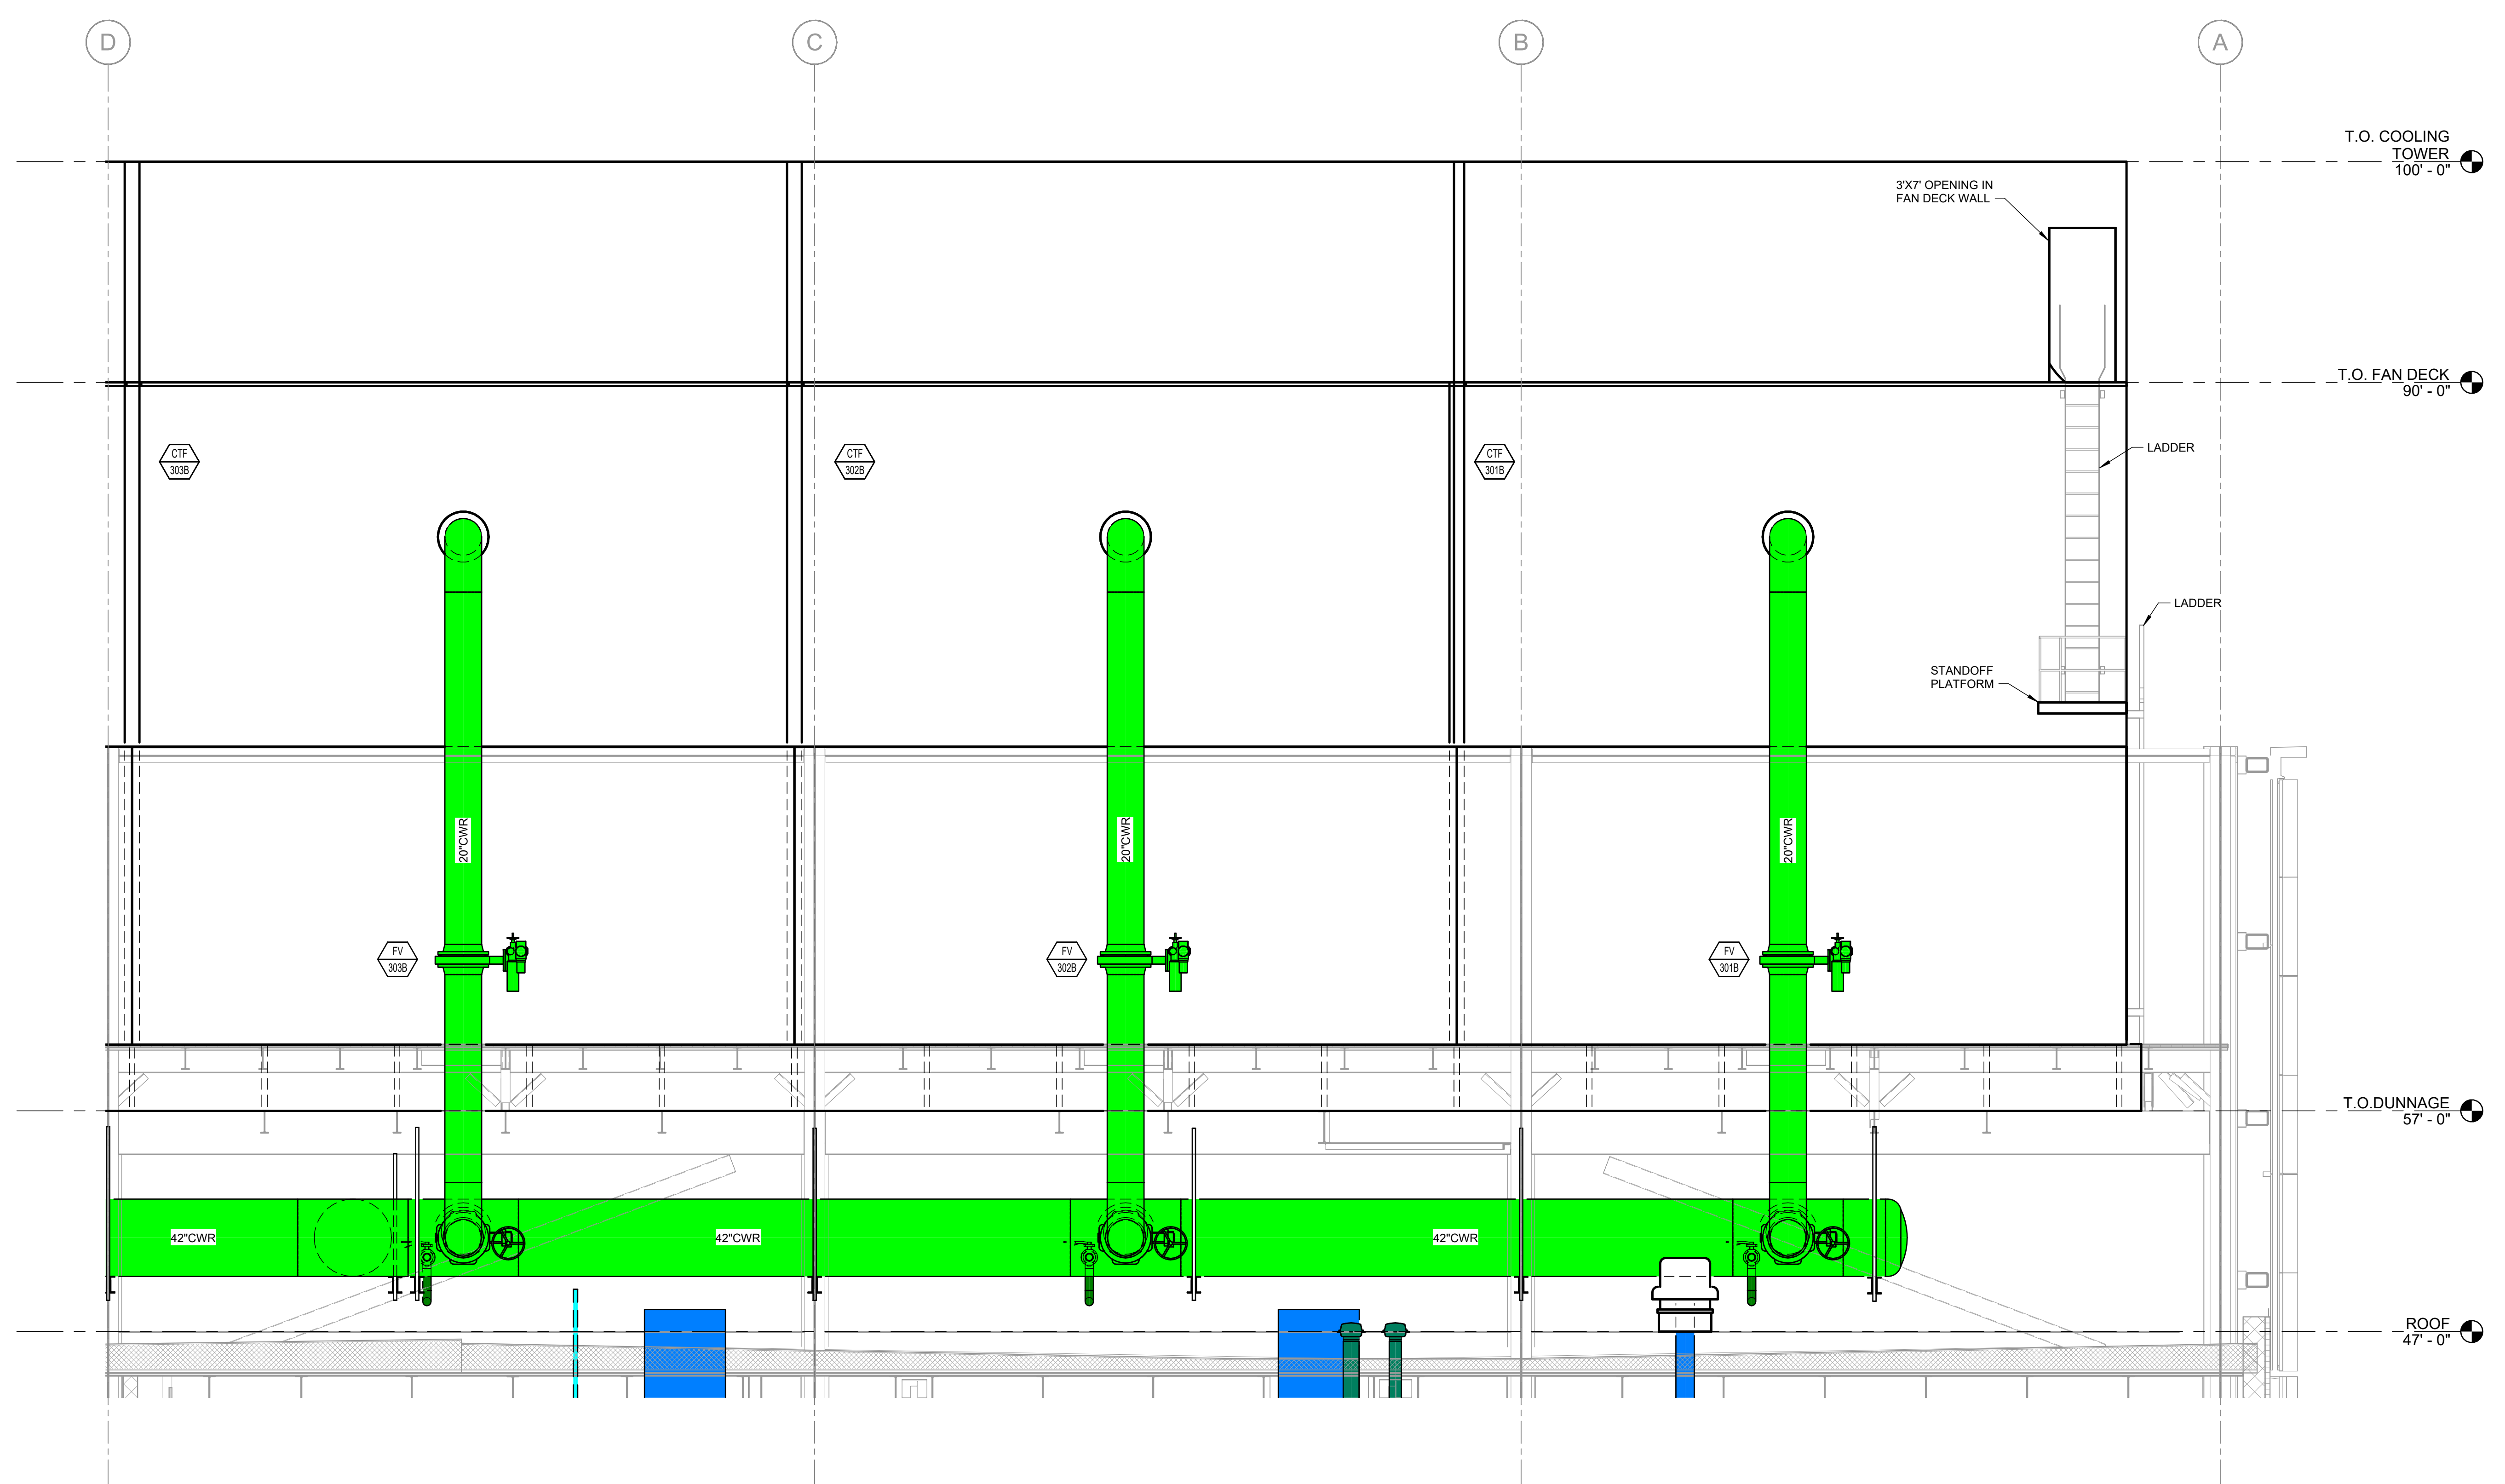 D
C
B
A
T.O. COOLING
TOWER
100' - 0"
3'X7' OPENING IN
FAN DECK WALL
T.O. FAN DECK
90' - 0"
CTF
303B
CTF
302B
CTF
301B
LADDER
LADDER
STANDOFF
PLATFORM
20"CWR
20"CWR
20"CWR
FV
303B
FV
302B
FV
301B
T.O.DUNNAGE
57' - 0"
42"CWR
42"CWR
42"CWR
ROOF
47' - 0"